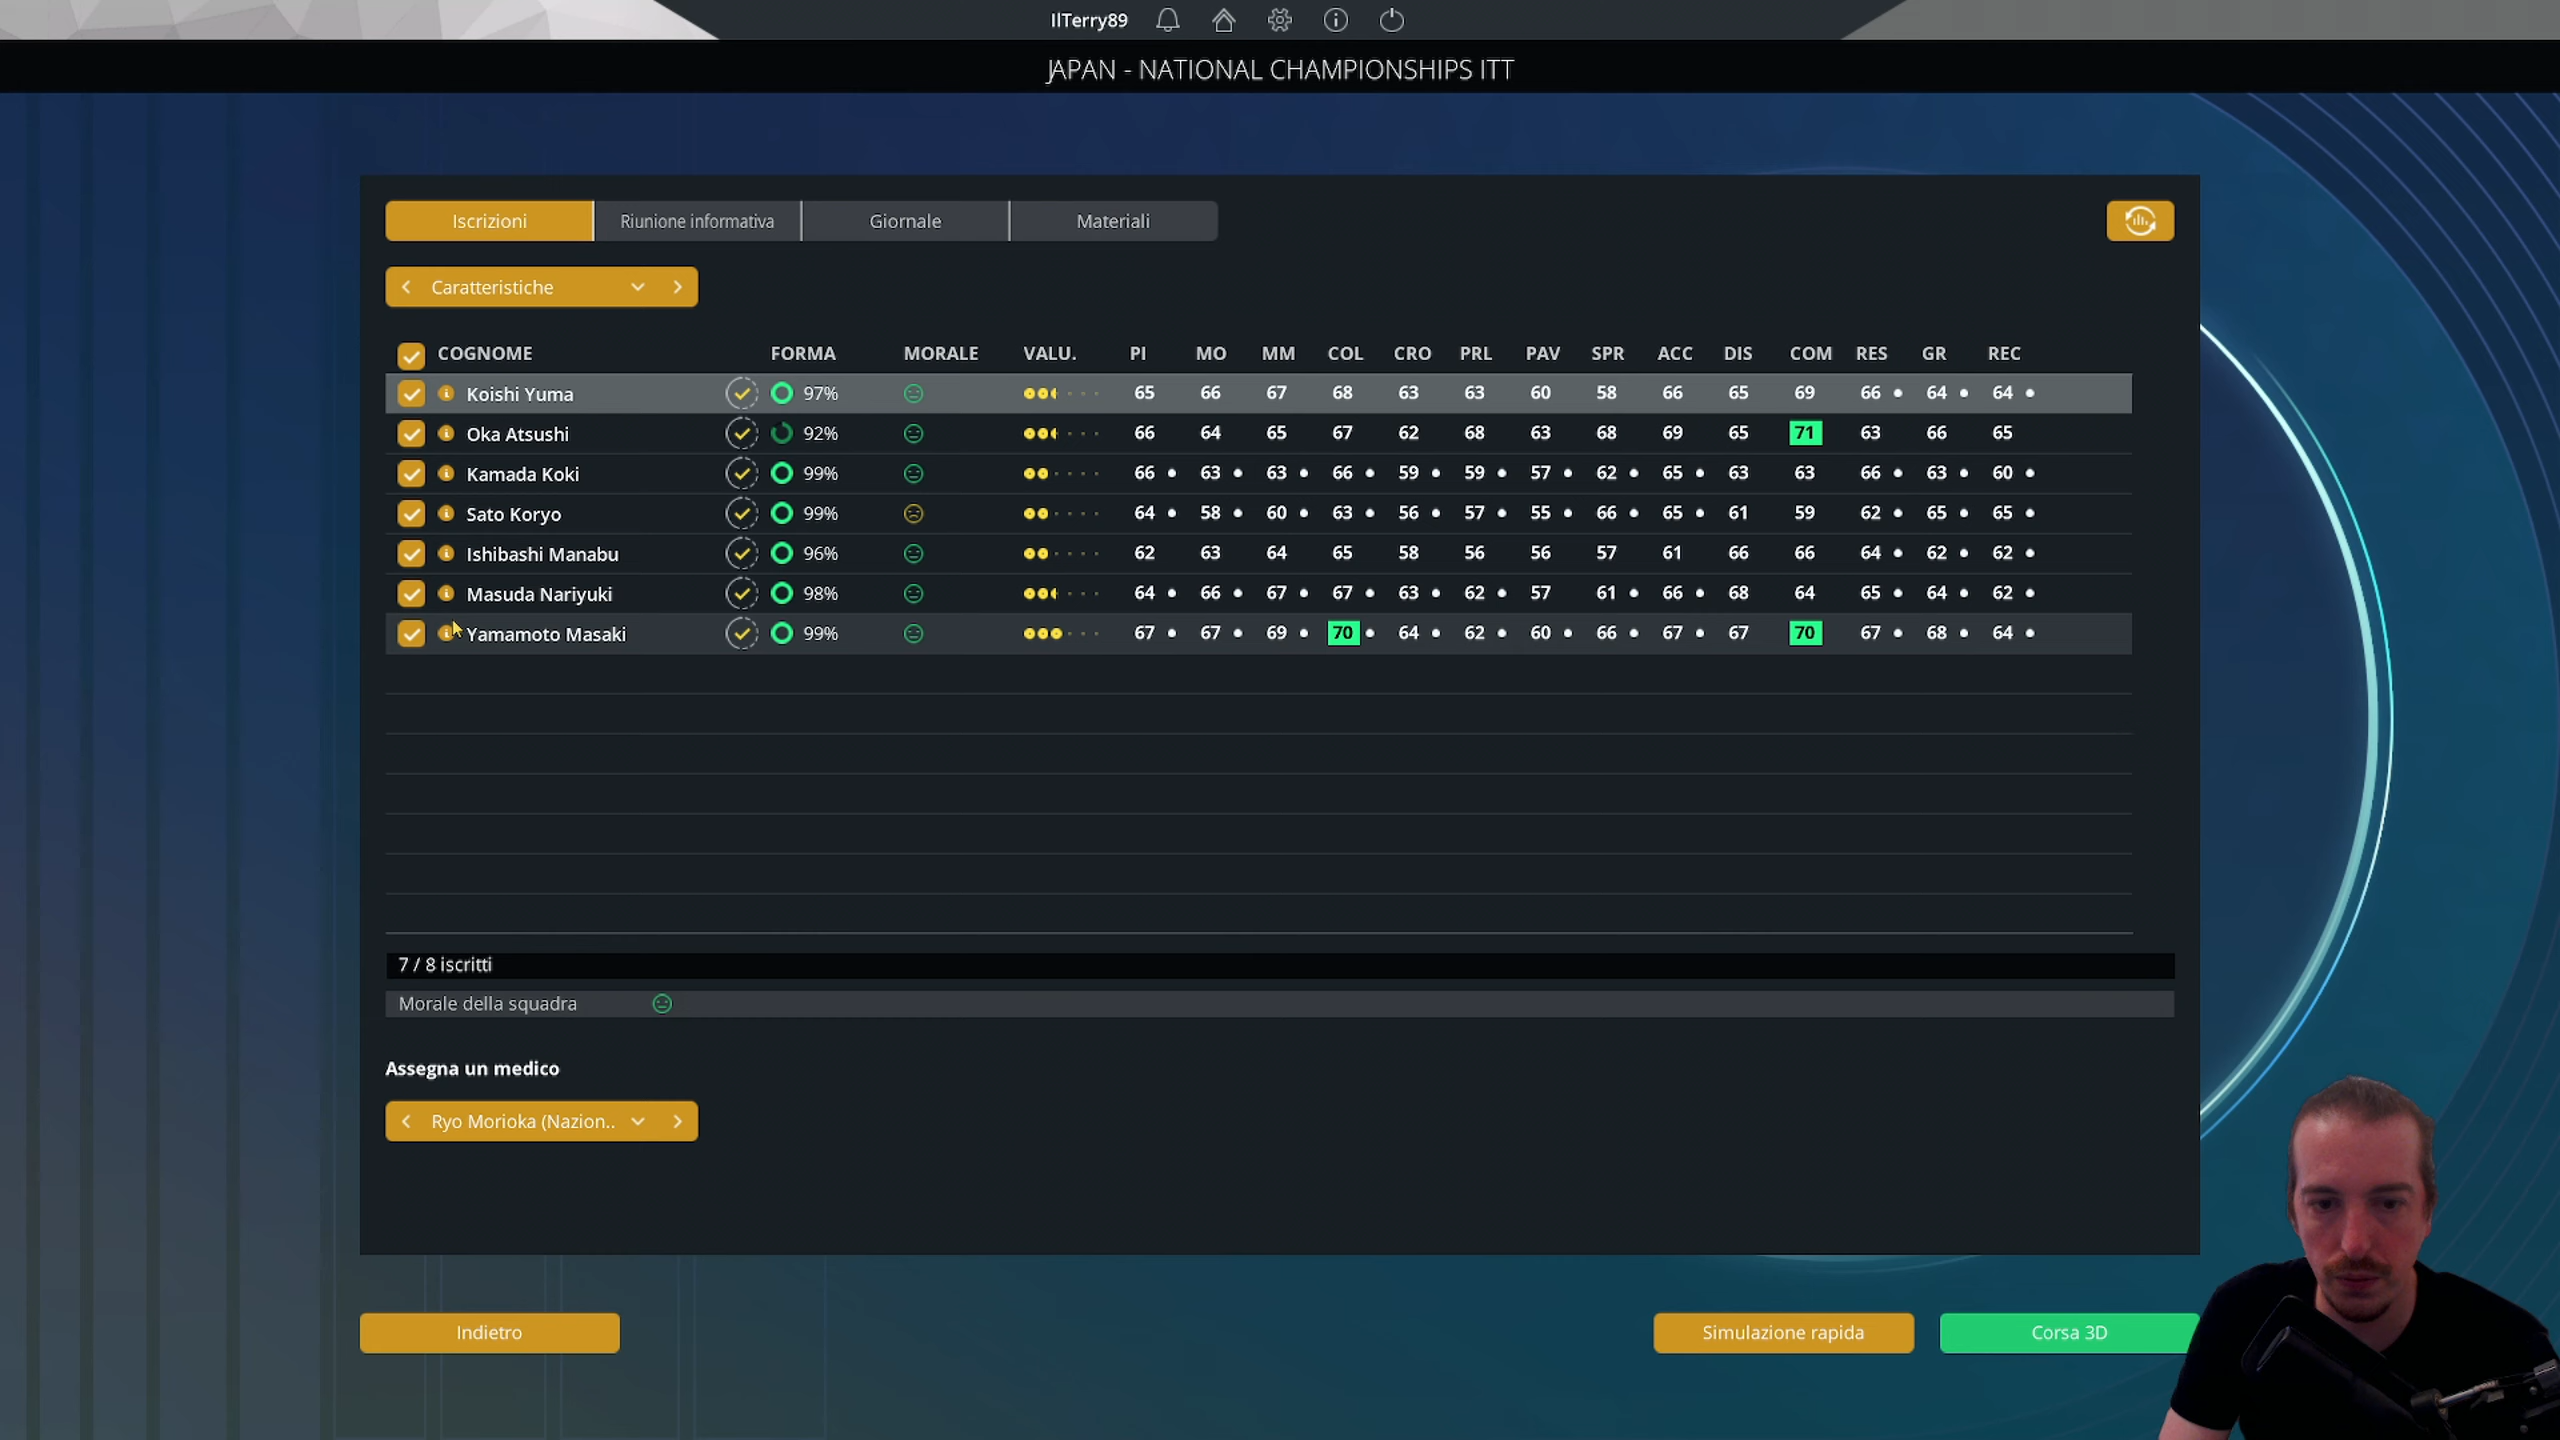 IlTerry89
JAPAN - NATIONAL CHAMPIONSHIPS ITT
Iscrizioni Riunione informativa Giornale Materiali
Caratteristiche
COGNOME FORMA MORALE VALU. PI MO MM COL CRO PRL PAV SPR ACC DIS COM RES GR REC
Koishi Yuma 97% 65 66 67 68 63 63 60 58 66 65 69 66 64 64
Oka Atsushi 92% 66 64 65 67 62 68 63 68 69 65 71 63 66 65
Kamada Koki 99% 66 63 63 66 59 59 57 62 65 63 63 66 63 60
Sato Koryo 99% 64 58 60 63 56 57 55 66 65 61 59 62 65 65
Ishibashi Manabu 96% 62 63 64 65 58 56 56 57 61 66 66 64 62 62
Masuda Nariyuki 98% 64 66 67 67 63 62 57 61 66 68 64 65 64 62
Yamamoto Masaki 99% 67 67 69 70 64 62 60 66 67 67 70 67 68 64
7 / 8 iscritti
Morale della squadra
Assegna un medico
Ryo Morioka (Nazion..
Indietro Simulazione rapida Corsa 3D